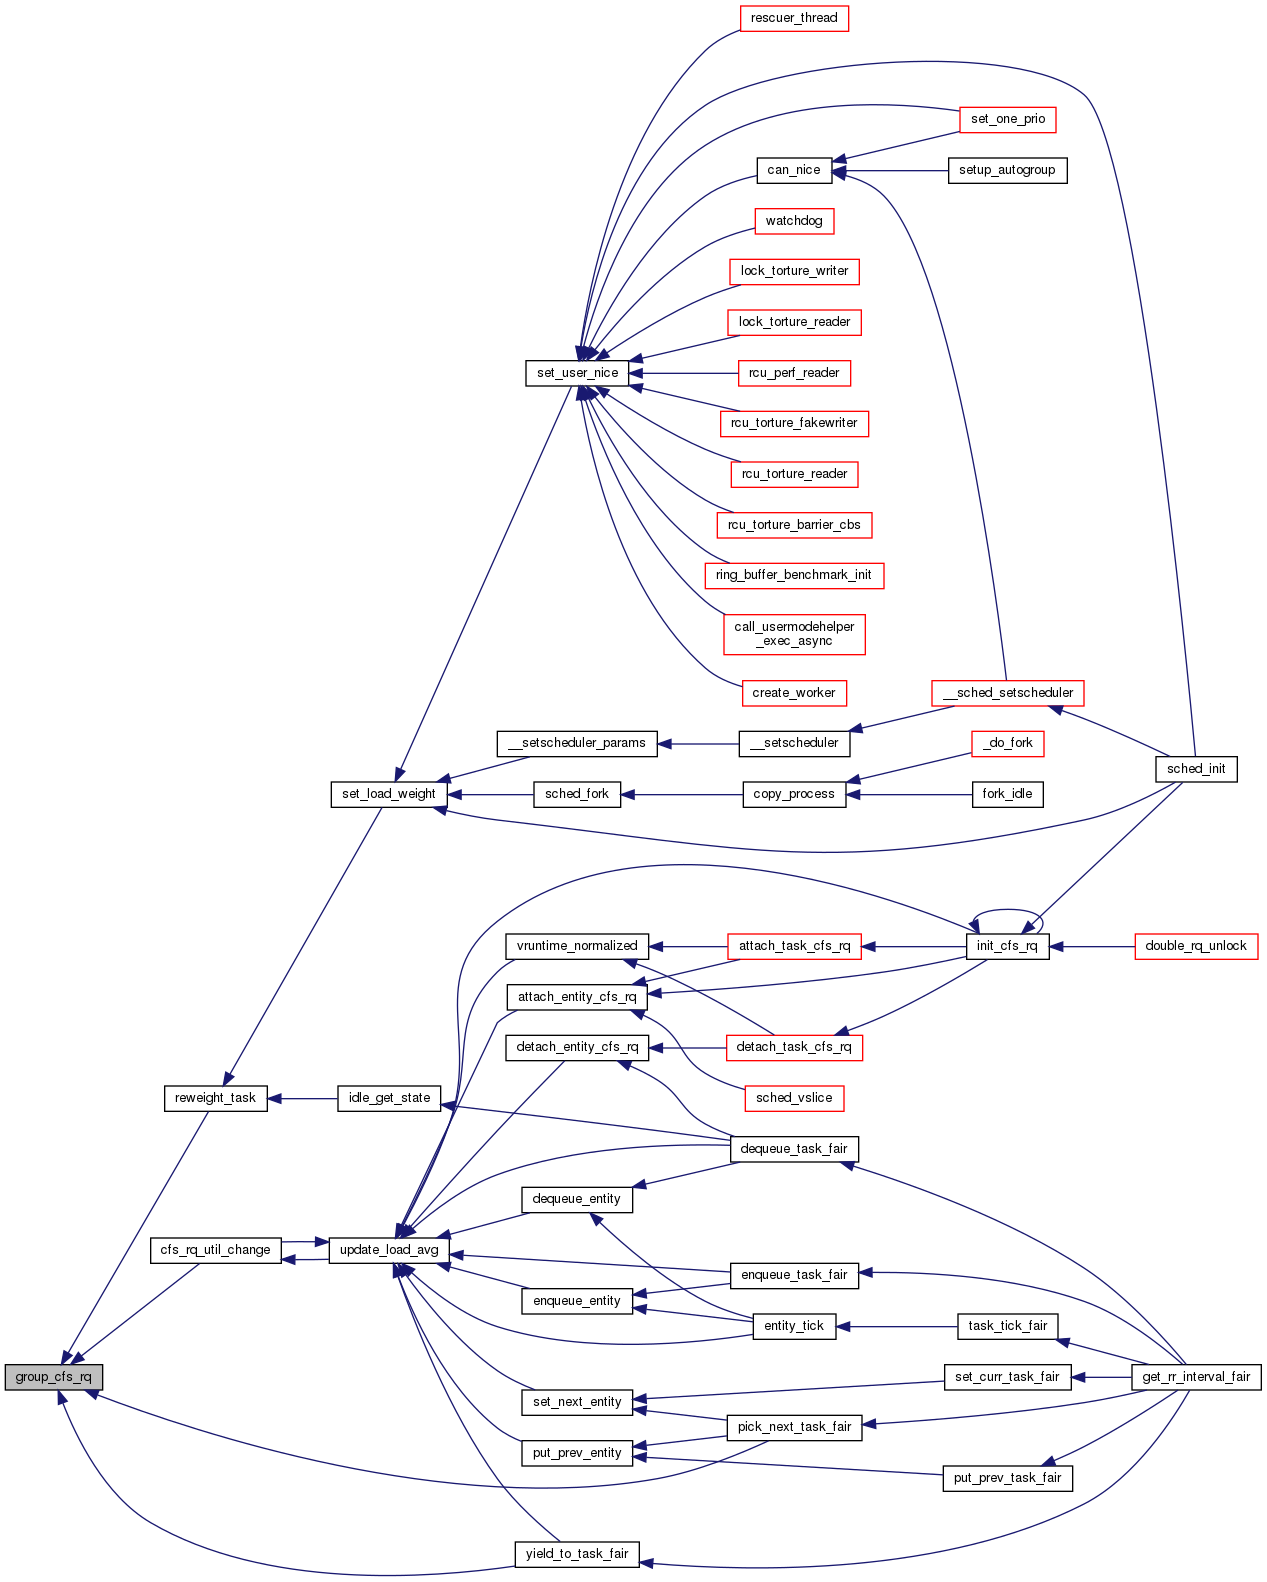 rescuer_thread
set_one_prio
can_nice
setup_autogroup
watchdog
lock_torture_writer
lock_torture_reader
set_user_nice
rcu_perf_reader
rcu_torture_fakewriter
rcu_torture_reader
rcu_torture_barrier_cbs
ring_buffer_benchmark_init
call_usermodehelper
_exec_async
create_worker
__sched_setscheduler
__setscheduler_params
__setscheduler
_do_fork
sched_init
set_load_weight
sched_fork
copy_process
fork_idle
vruntime_normalized
attach_task_cfs_rq
init_cfs_rq
double_rq_unlock
attach_entity_cfs_rq
detach_entity_cfs_rq
detach_task_cfs_rq
reweight_task
idle_get_state
sched_vslice
dequeue_task_fair
dequeue_entity
cfs_rq_util_change
update_load_avg
enqueue_task_fair
enqueue_entity
entity_tick
task_tick_fair
group_cfs_rq
set_curr_task_fair
get_rr_interval_fair
set_next_entity
pick_next_task_fair
put_prev_entity
put_prev_task_fair
yield_to_task_fair